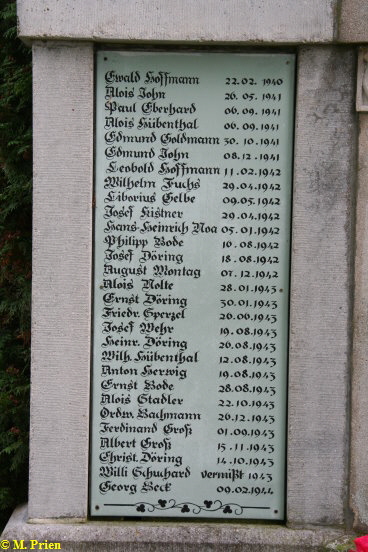 Ewald Hoffmann 22.02.1940
Alois John 26.05.1941
Paul Eberhard 06.09.1941
Alois Hübenthal 06.09.1941
Edmund Goldmann 30.10.1941
Edmund John 08.12.1941
Leobold Hoffmann 11.02.1942
Wilhelm Fuchs 29.04.1942
Liborius Gelbe 09.05.1942
Josef Kistner 29.04.1942
Hans-Heinrich Noa 05.01.1942
Philipp Bode 10.08.1942
Josef Döring 18.08.1942
August Montag 07.12.1942
Alois Nolte 28.01.1943
Ernst Döring 30.01.1943
Friedr. Sperzel 26.06.1943
Josef Wehr 19.08.1943
Heinr. Döring 26.08.1943
Wilh. Hübenthal 12.08.1943
Anton Herwig 19.08.1943
Ernst Bode 28.08.1943
Alois Stadler 22.10.1943
Ordw. Bachmann 26.12.1943
Ferdinand Groß 01.09.1943
Albert Groß 15.11.1943
Christ. Döring 14.10.1943
Willi Schuchard vermißt 1943
Georg Beck 09.02.1944
© M. Prien